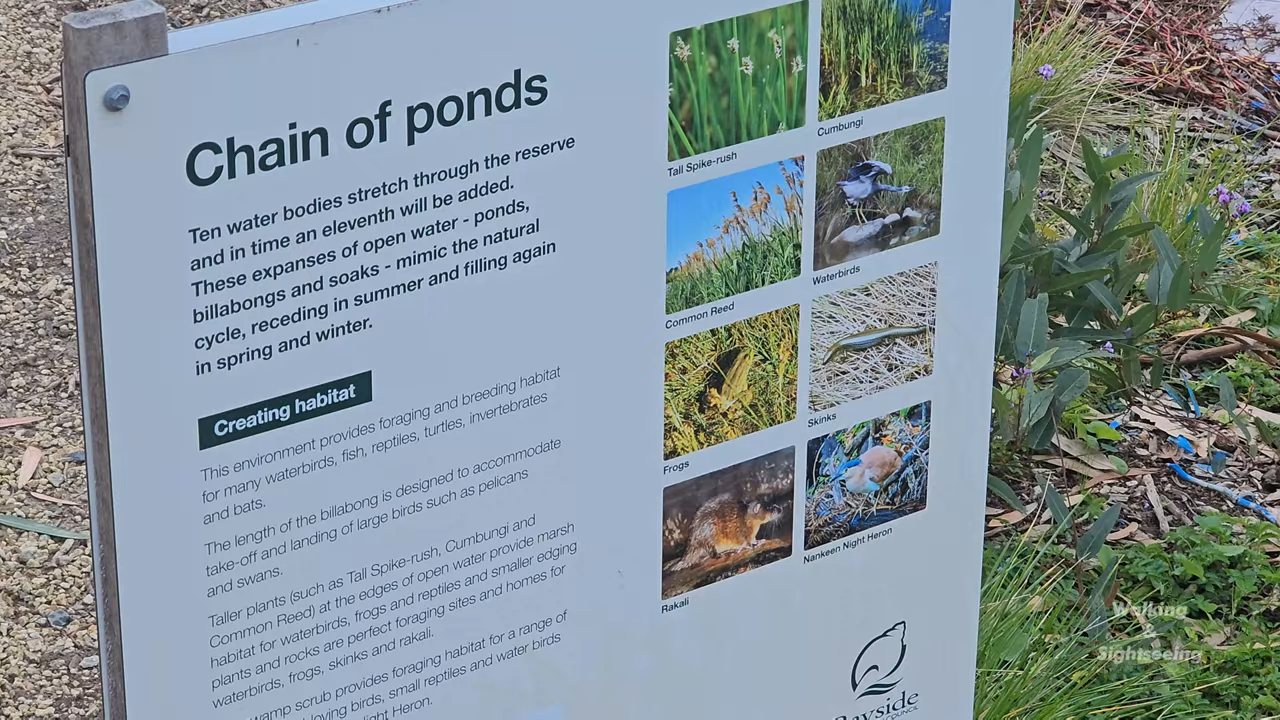 Chain of ponds
Ten water bodies stretch through the reserve
and in time an eleventh will be added.
These expanses of open water - ponds,
billabongs and soaks - mimic the natural
cycle, receding in summer and filling again
in spring and winter.
Creating habitat
This environment provides foraging and breeding habitat
for many waterbirds, fish, reptiles, turtles, invertebrates
and bats.
The length of the billabong is designed to accommodate
take-off and landing of large birds such as pelicans
and swans.
Taller plants (such as Tall Spike-rush, Cumbungi and
Common Reed) at the edges of open water provide marsh
habitat for waterbirds, frogs and reptiles and smaller edging
plants and rocks are perfect foraging sites and homes for
waterbirds, frogs, skinks and rakali.
scrub provides foraging habitat for a range of
birds, small reptiles and water birds
Heron.
Tall Spike-rush
Cumbungi
Common Reed
Waterbirds
Frogs
Skinks
Rakali
Nankeen Night Heron
Bayside
COUNCIL
Walking
&
Sightseeing